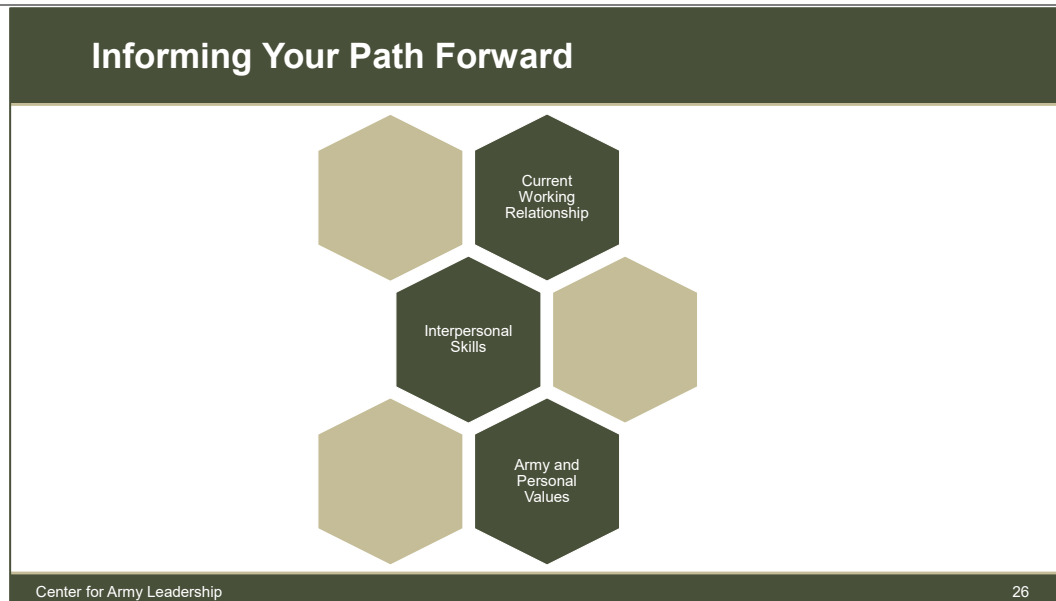 Informing Your Path Forward
Current
Working
Relationship
Interpersonal
Skills
Army and
Personal
Values
Center for Army Leadership
26